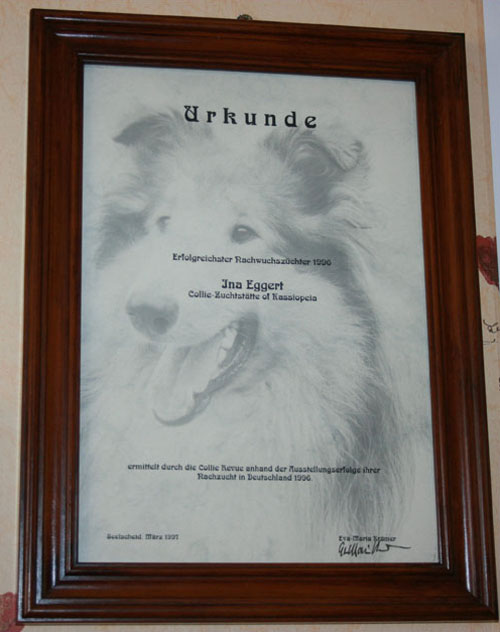 Urkunde
Erfolgreichster Nachwuchszüchter 1996
Ina Eggert
Collie-Zuchtstätte of Kassiopeia
ermittelt durch die Collie Revue anhand der Ausstellungserfolge ihrer
Nachzucht in Deutschland 1996.
März 1997
Eva-Maria Krämer